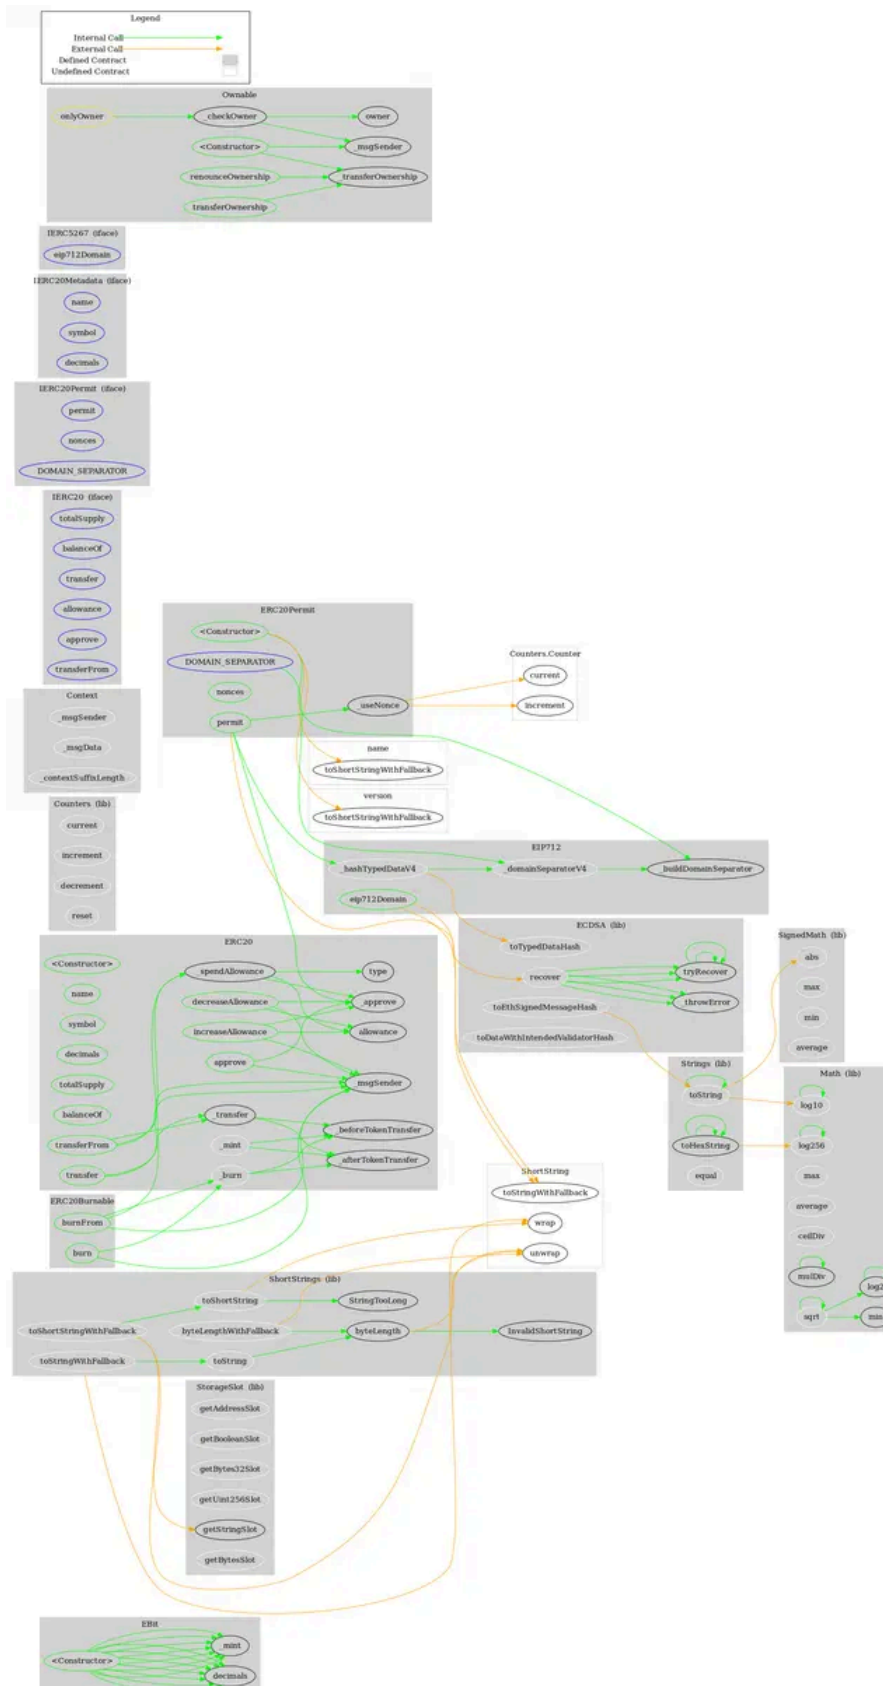 Legend
Internal Call
External Call
Defined Contract
Undefined Contract
Ownable
onlyOwner
_checkOwner
owner
<Constructor>
_msgSender
renounceOwnership
_transferOwnership
transferOwnership
IERC5267 (iface)
eip712Domain
IERC20Metadata (iface)
name
symbol
decimals
IERC20Permit (iface)
permit
nonces
DOMAIN_SEPARATOR
IERC20 (iface)
totalSupply
balanceOf
transfer
allowance
approve
transferFrom
Context
_msgSender
_msgData
_contextSuffixLength
Counters (lib)
current
increment
decrement
reset
ERC20Permit
<Constructor>
DOMAIN_SEPARATOR
nonces
permit
_useNonce
Counters.Counter
current
increment
name
toShortStringWithFallback
version
toShortStringWithFallback
EIP712
_hashTypedDataV4
_domainSeparatorV4
_buildDomainSeparator
eip712Domain
ECDSA (lib)
toTypedDataHash
recover
tryRecover
_throwError
toEthSignedMessageHash
toDataWithIntendedValidatorHash
SignedMath (lib)
abs
max
min
average
ERC20
<Constructor>
name
symbol
decimals
totalSupply
balanceOf
transferFrom
transfer
_spendAllowance
type
decreaseAllowance
_approve
increaseAllowance
allowance
approve
_msgSender
_transfer
_mint
_beforeTokenTransfer
_burn
_afterTokenTransfer
Strings (lib)
toString
toHexString
equal
Math (lib)
log10
log256
max
average
ceilDiv
mulDiv
sqrt
log2
min
ERC20Burnable
burnFrom
burn
ShortString
toStringWithFallback
wrap
unwrap
ShortStrings (lib)
toShortString
StringTooLong
toShortStringWithFallback
byteLengthWithFallback
byteLength
InvalidShortString
toStringWithFallback
toString
StorageSlot (lib)
getAddressSlot
getBooleanSlot
getBytes32Slot
getUint256Slot
getStringSlot
getBytesSlot
EBit
<Constructor>
_mint
decimals